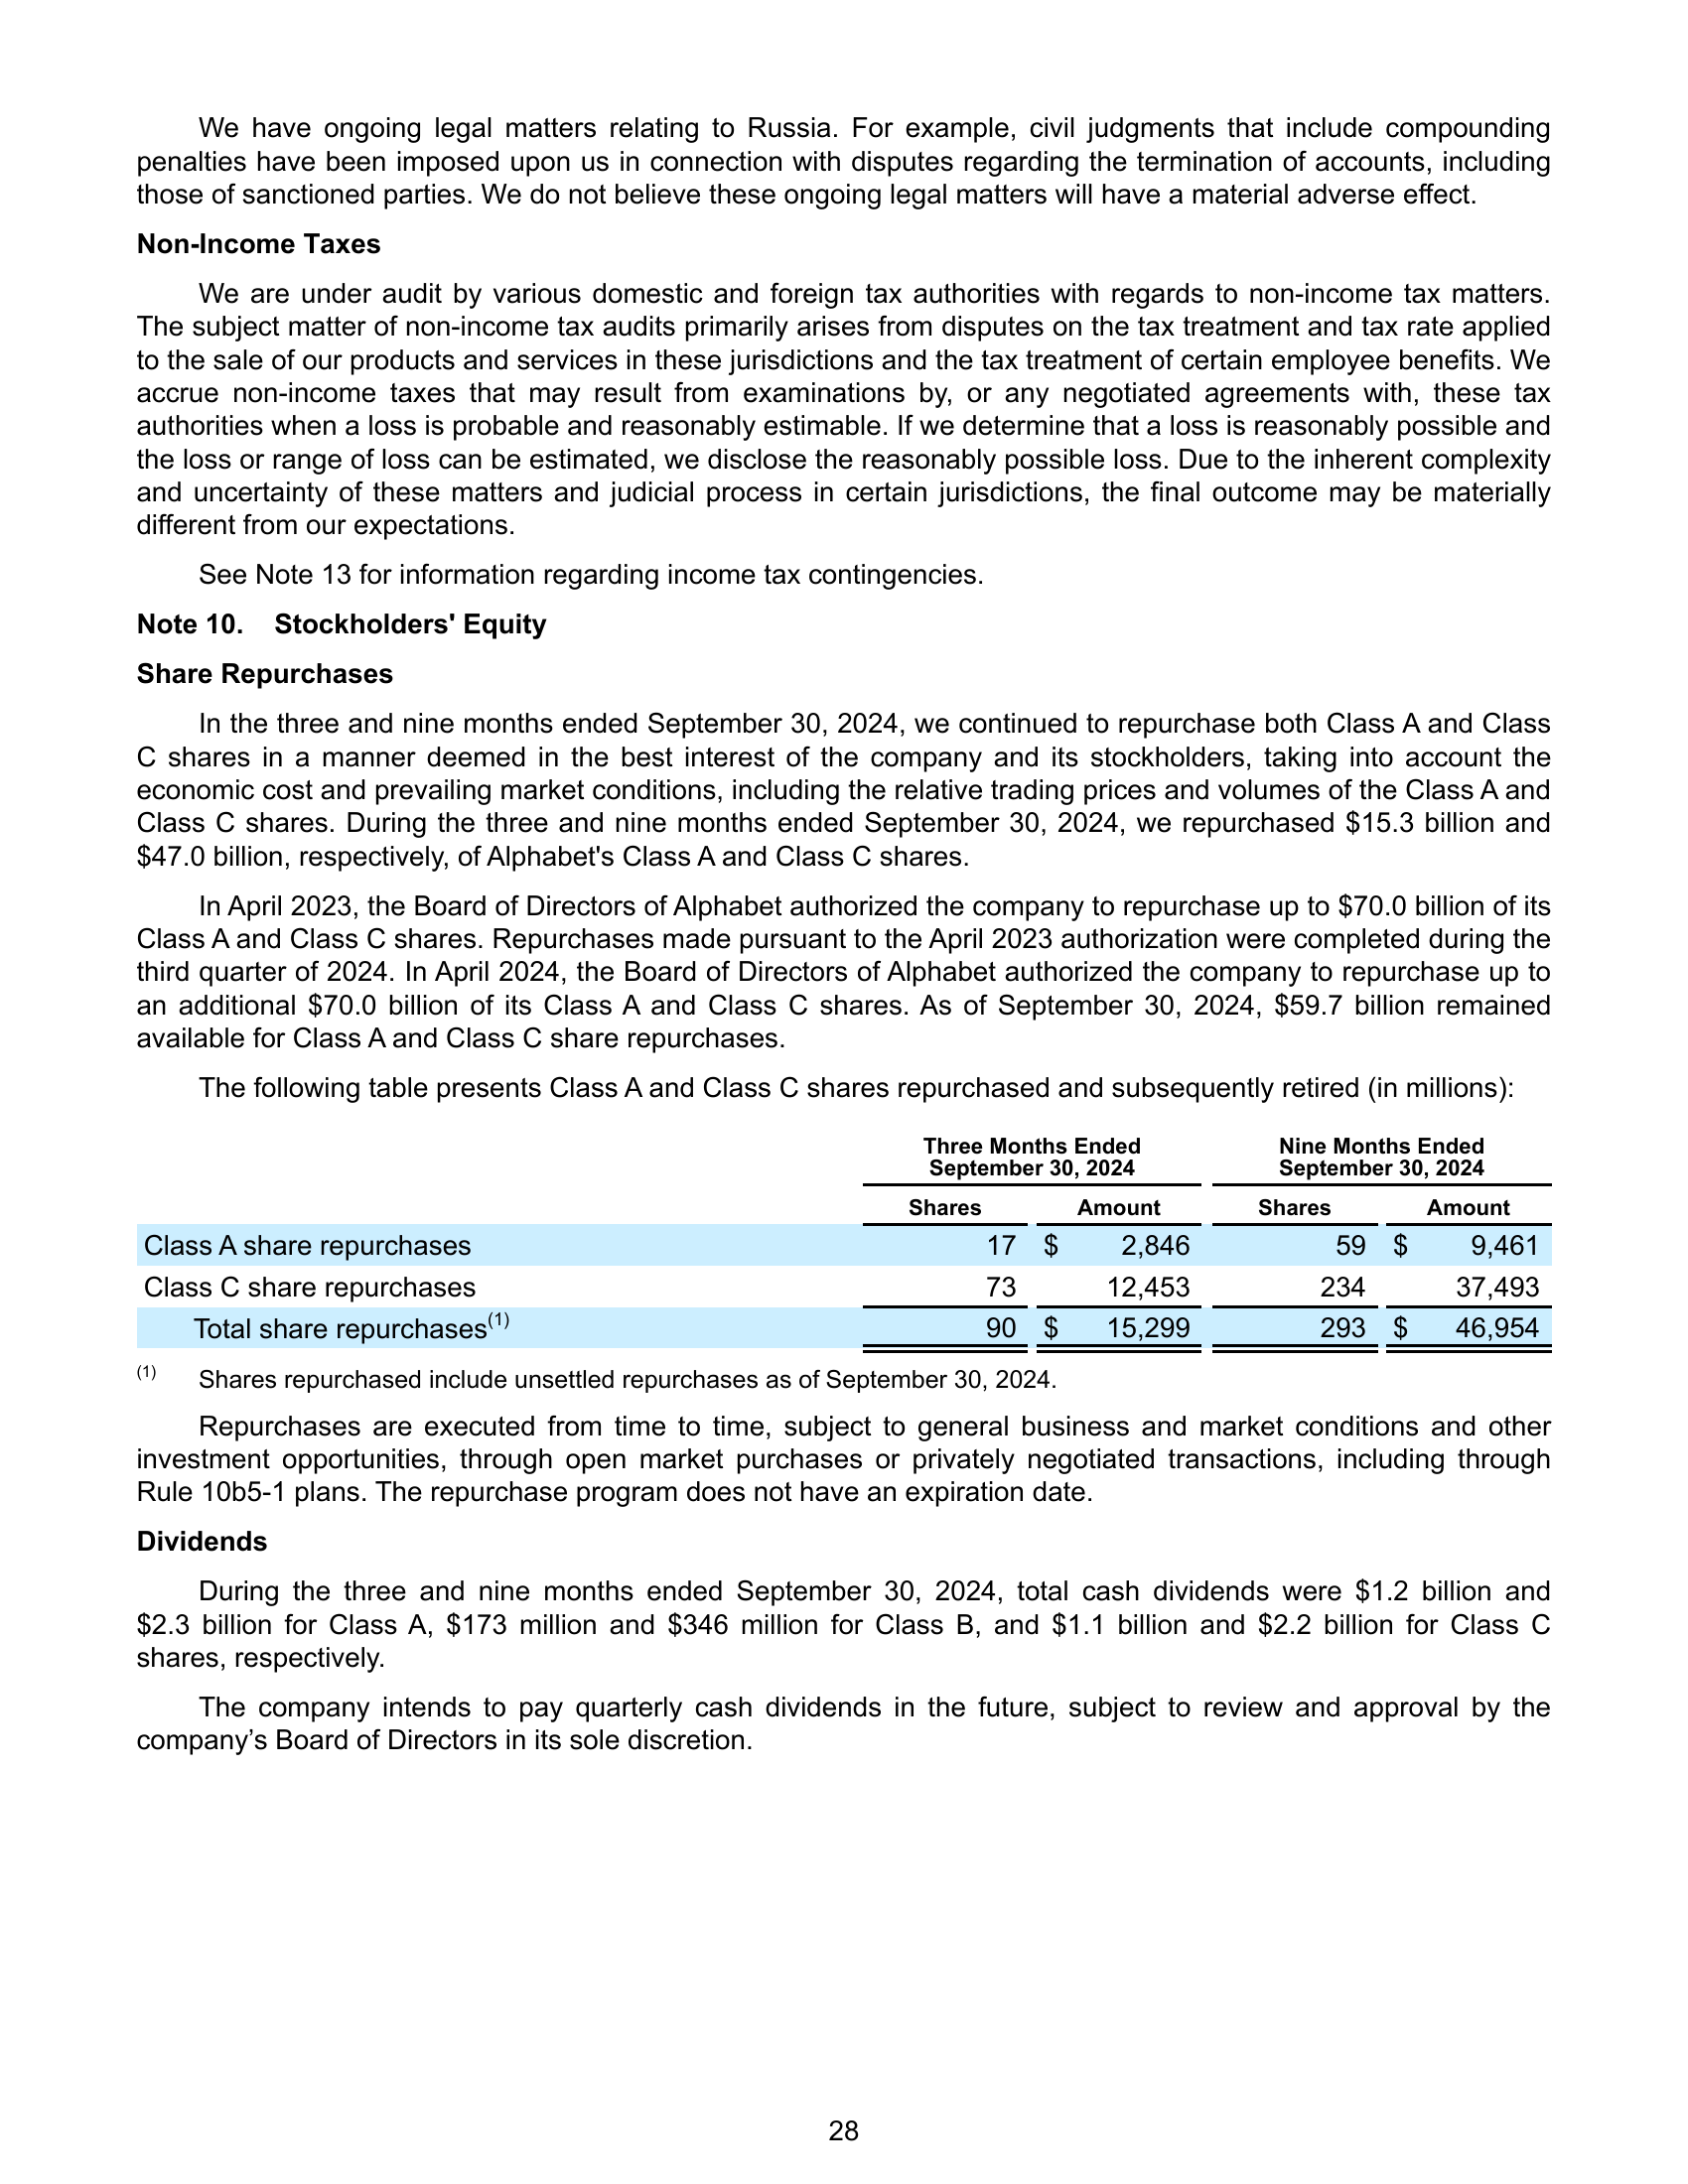 We have ongoing legal matters relating to Russia. For example, civil judgments that include compounding
penalties have been imposed upon us in connection with disputes regarding the termination of accounts, including
those of sanctioned parties. We do not believe these ongoing legal matters will have a material adverse effect.
Non-Income Taxes
We are under audit by various domestic and foreign tax authorities with regards to non-income tax matters.
The subject matter of non-income tax audits primarily arises from disputes on the tax treatment and tax rate applied
to the sale of our products and services in these jurisdictions and the tax treatment of certain employee benefits. We
accrue non-income taxes that may result from examinations by, or any negotiated agreements with, these tax
authorities when a loss is probable and reasonably estimable. If we determine that a loss is reasonably possible and
the loss or range of loss can be estimated, we disclose the reasonably possible loss. Due to the inherent complexity
and uncertainty of these matters and judicial process in certain jurisdictions, the final outcome may be materially
different from our expectations.
See Note 13 for information regarding income tax contingencies.
Note 10. Stockholders' Equity
Share Repurchases
In the three and nine months ended September 30, 2024, we continued to repurchase both Class A and Class
C shares in a manner deemed in the best interest of the company and its stockholders, taking into account the
economic cost and prevailing market conditions, including the relative trading prices and volumes of the Class A and
Class C shares. During the three and nine months ended September 30, 2024, we repurchased $15.3 billion and
$47.0 billion, respectively, of Alphabet's Class A and Class C shares.
In April 2023, the Board of Directors of Alphabet authorized the company to repurchase up to $70.0 billion of its
Class A and Class C shares. Repurchases made pursuant to the April 2023 authorization were completed during the
third quarter of 2024. In April 2024, the Board of Directors of Alphabet authorized the company to repurchase up to
an additional $70.0 billion of its Class A and Class C shares. As of September 30, 2024, $59.7 billion remained
available for Class A and Class C share repurchases.
The following table presents Class A and Class C shares repurchased and subsequently retired (in millions):
Three Months Ended Nine Months Ended
September 30, 2024 September 30, 2024
Shares Amount Shares Amount
Class A share repurchases 17 $ 2,846 59 $ 9,461
Class C share repurchases 73 12,453 234 37,493
Total share repurchases(1) 90 $ 15,299 293 $ 46,954
(1) Shares repurchased include unsettled repurchases as of September 30, 2024.
Repurchases are executed from time to time, subject to general business and market conditions and other
investment opportunities, through open market purchases or privately negotiated transactions, including through
Rule 10b5-1 plans. The repurchase program does not have an expiration date.
Dividends
During the three and nine months ended September 30, 2024, total cash dividends were $1.2 billion and
$2.3 billion for Class A, $173 million and $346 million for Class B, and $1.1 billion and $2.2 billion for Class C
shares, respectively.
The company intends to pay quarterly cash dividends in the future, subject to review and approval by the
company’s Board of Directors in its sole discretion.
28